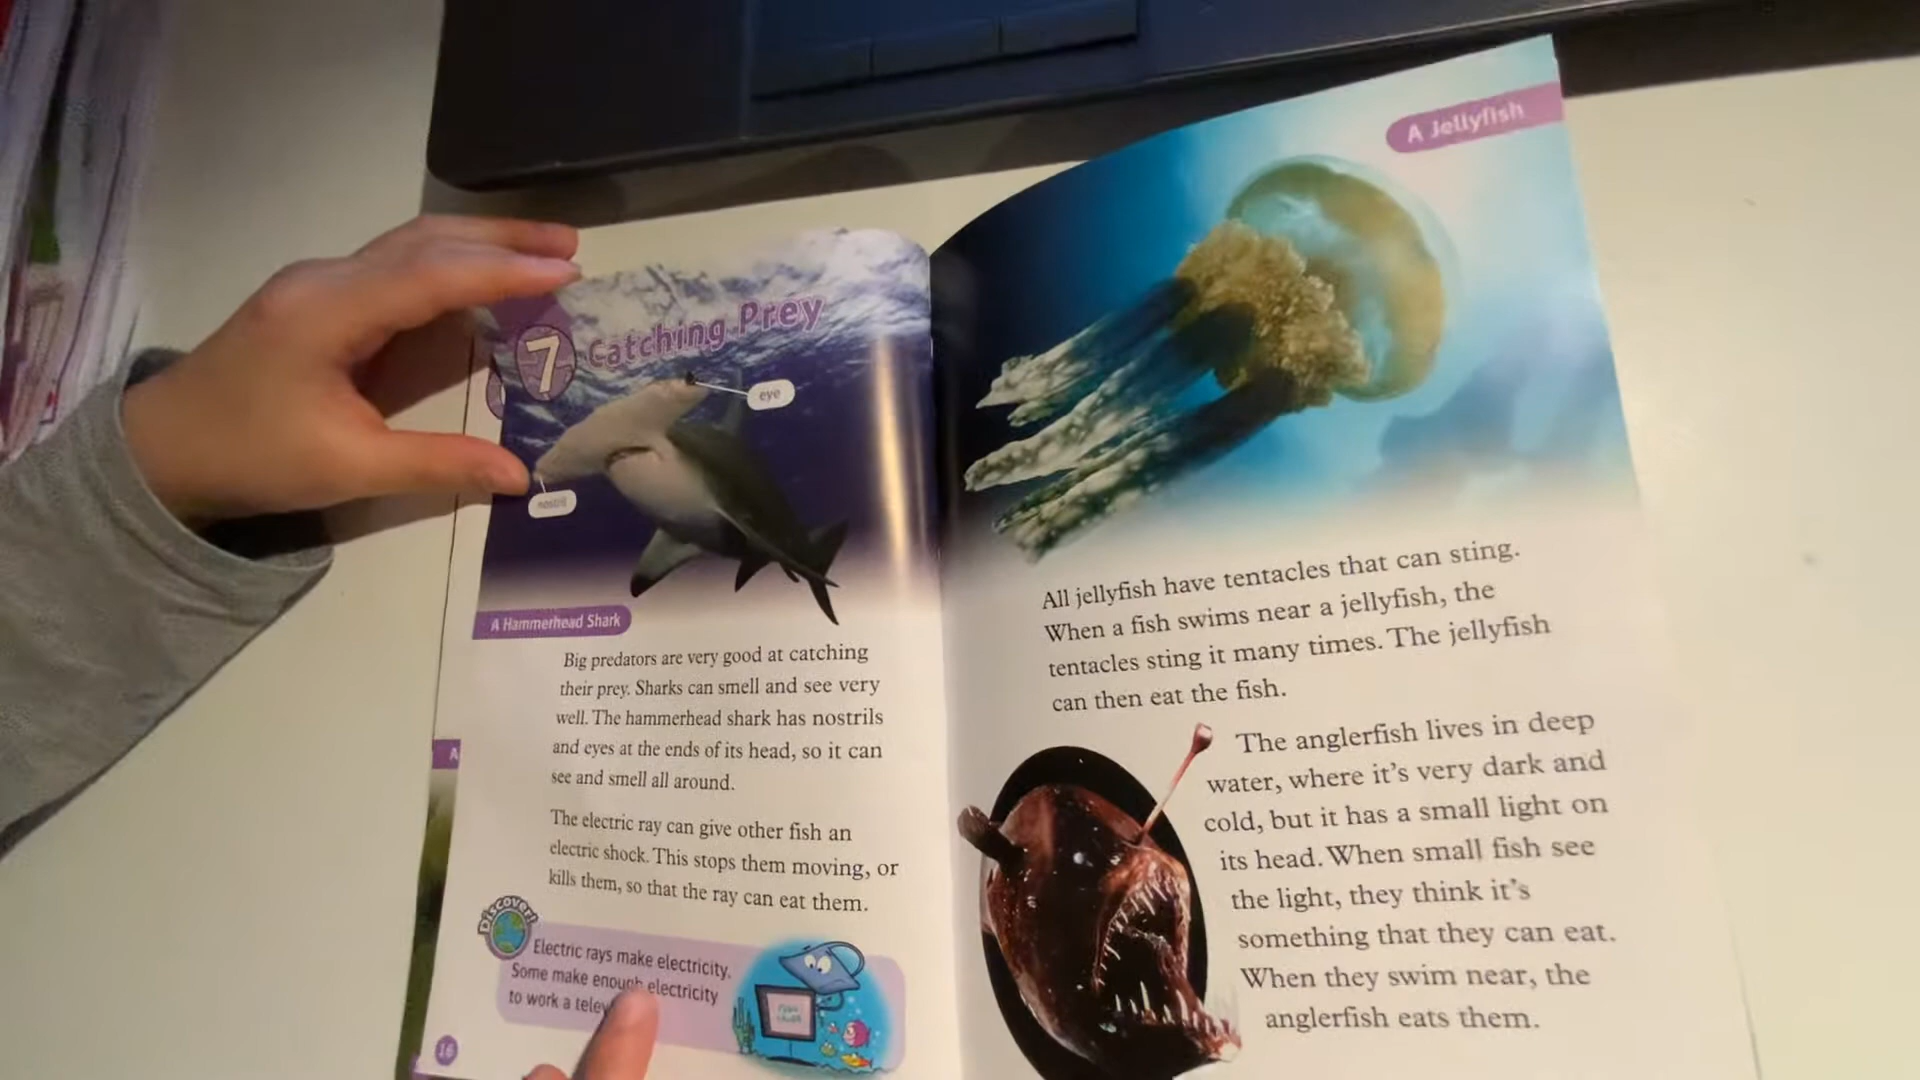 7 Catching Prey
eye
nostril
A Hammerhead Shark
Big predators are very good at catching
their prey. Sharks can smell and see very
well. The hammerhead shark has nostrils
and eyes at the ends of its head, so it can
see and smell all around.
The electric ray can give other fish an
electric shock. This stops them moving, or
kills them, so that the ray can eat them.
Discover!
Electric rays make electricity.
Some make enough electricity
to work a
16
A
A Jellyfish
All jellyfish have tentacles that can sting.
When a fish swims near a jellyfish, the
tentacles sting it many times. The jellyfish
can then eat the fish.
The anglerfish lives in deep
water, where it's very dark and
cold, but it has a small light on
its head. When small fish see
the light, they think it's
something that they can eat.
When they swim near, the
anglerfish eats them.